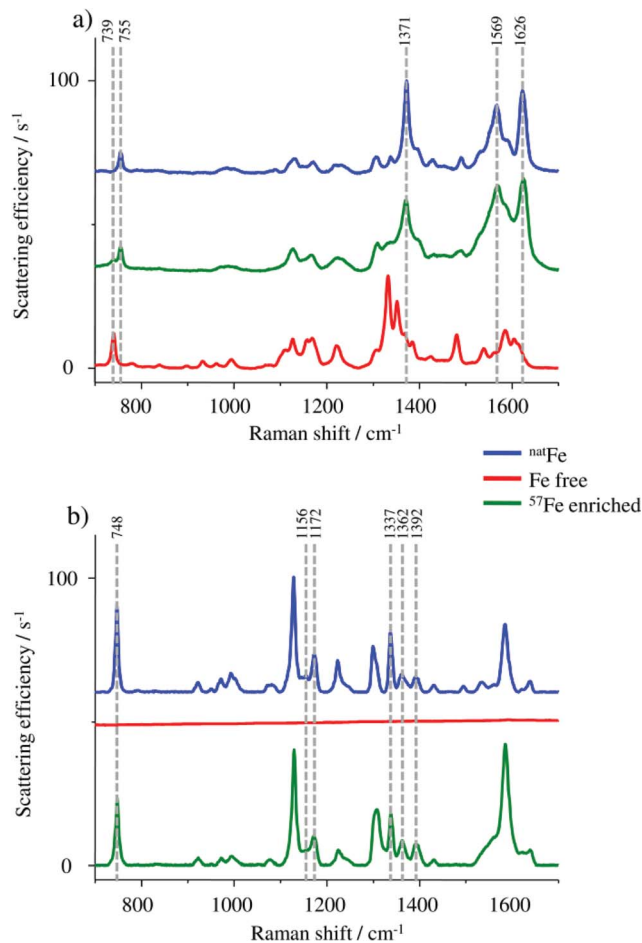 a)
739
755
1371
1569
1626
100
0
Scattering efficiency / s⁻¹
800
1000
1200
1400
1600
Raman shift / cm⁻¹
ⁿᵃᵗFe
Fe free
⁵⁷Fe enriched
b)
748
1156
1172
1337
1362
1392
100
0
Scattering efficiency / s⁻¹
800
1000
1200
1400
1600
Raman shift / cm⁻¹